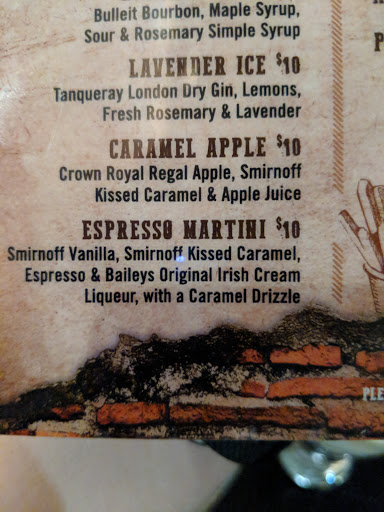 Bulleit Bourbon, Maple Syrup,
Sour & Rosemary Simple Syrup
LAVENDER ICE $10
Tanqueray London Dry Gin, Lemons,
Fresh Rosemary & Lavender
CARAMEL APPLE $10
Crown Royal Regal Apple, Smirnoff
Kissed Caramel & Apple Juice
ESPRESSO MARTINI $10
Smirnoff Vanilla, Smirnoff Kissed Caramel,
Espresso & Baileys Original Irish Cream
Liqueur, with a Caramel Drizzle